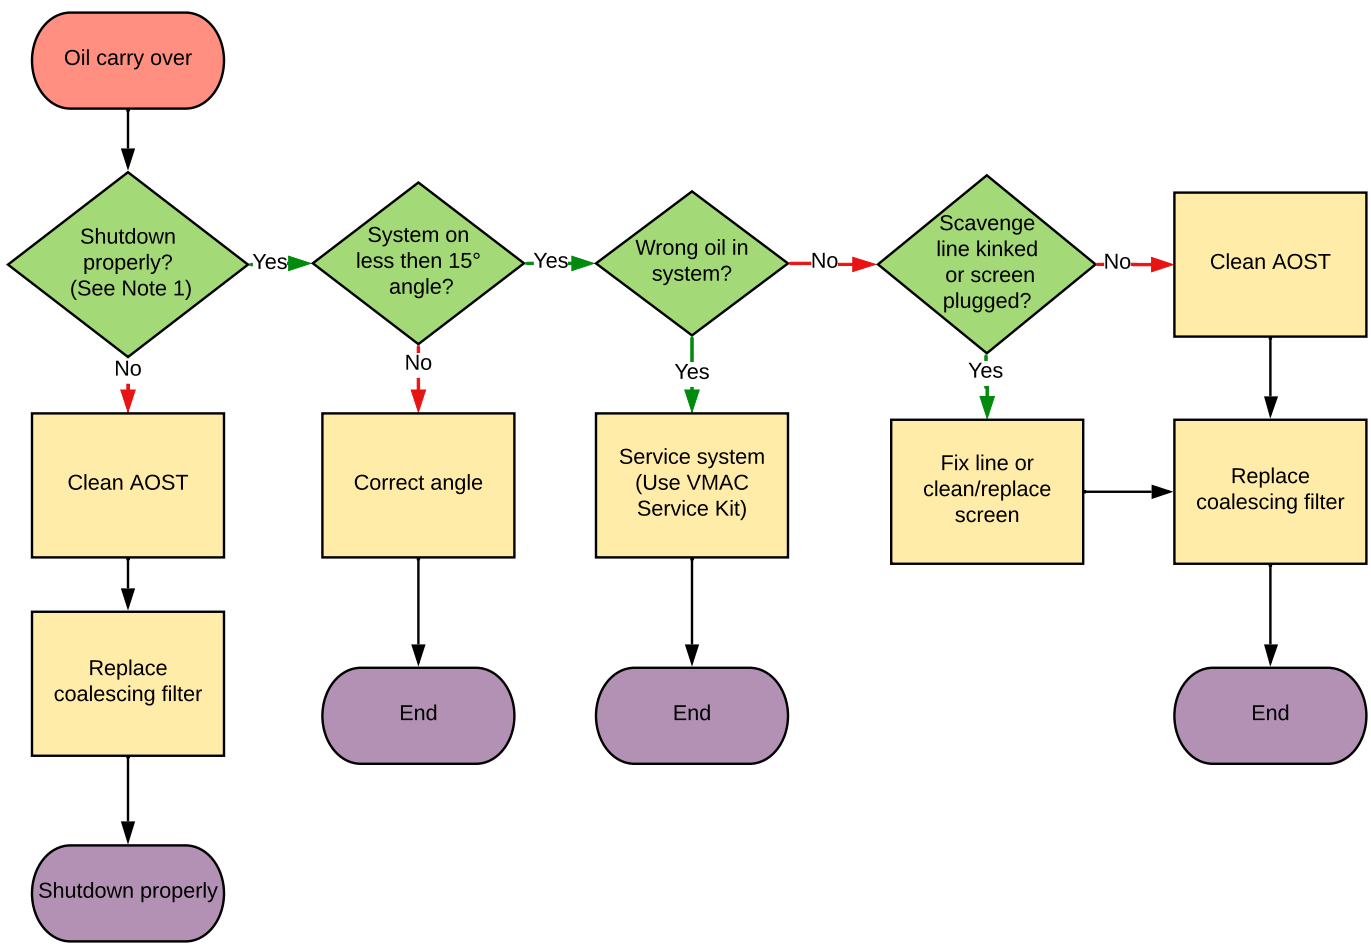 Oil carry over
Shutdown
properly?
(See Note 1)
Yes
System on
less then 15°
angle?
Yes
Wrong oil in
system?
No
Scavenge
line kinked
or screen
plugged?
No
Clean AOST
No
No
Yes
Yes
Clean AOST
Correct angle
Service system
(Use VMAC
Service Kit)
Fix line or
clean/replace
screen
Replace
coalescing filter
Replace
coalescing filter
End
End
End
Shutdown properly